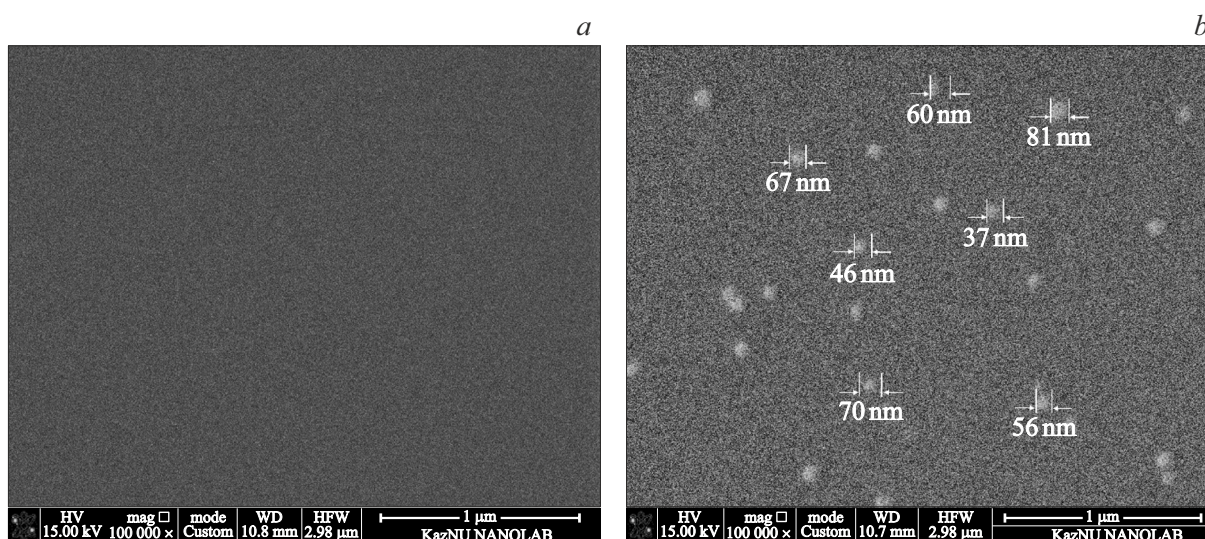 a
b
60 nm
81 nm
67 nm
37 nm
46 nm
70 nm
56 nm
HV mag □ mode WD HFW 1 µm
15.00 kV 100 000 × Custom 10.8 mm 2.98 µm KazNU NANOLAB
HV mag □ mode WD HFW 1 µm
15.00 kV 100 000 × Custom 10.7 mm 2.98 µm KazNU NANOLAB